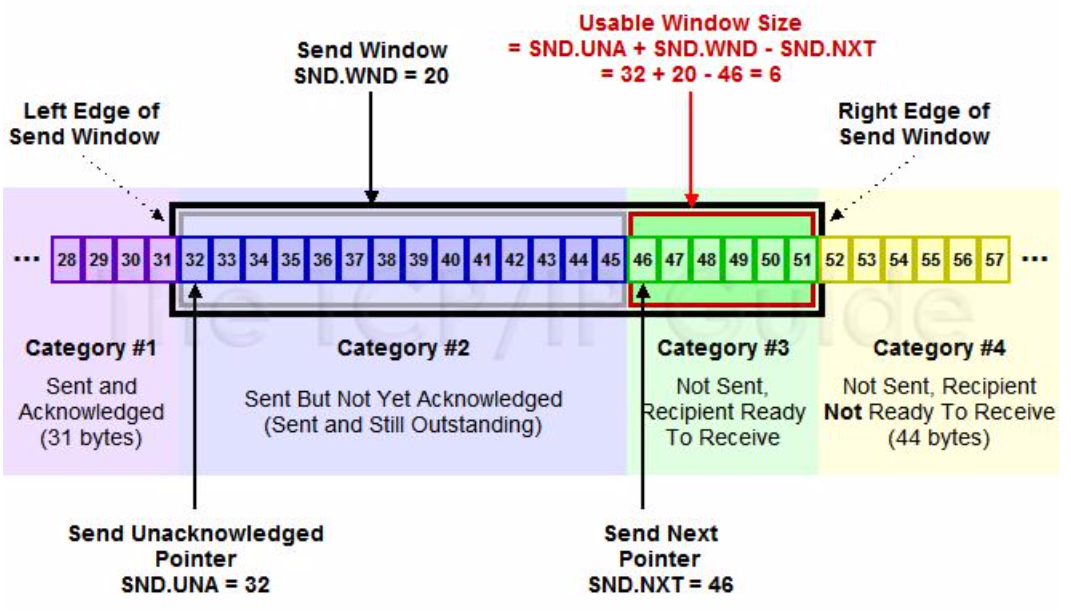 Usable Window Size
= SND.UNA + SND.WND - SND.NXT
= 32 + 20 - 46 = 6
Send Window
SND.WND = 20
Left Edge of
Send Window
Right Edge of
Send Window
... 28 29 30 31 32 33 34 35 36 37 38 39 40 41 42 43 44 45 46 47 48 49 50 51 52 53 54 55 56 57 ...
The TCP/IP Guide
Category #1
Sent and
Acknowledged
(31 bytes)
Category #2
Sent But Not Yet Acknowledged
(Sent and Still Outstanding)
Category #3
Not Sent,
Recipient Ready
To Receive
Category #4
Not Sent, Recipient
Not Ready To Receive
(44 bytes)
Send Unacknowledged
Pointer
SND.UNA = 32
Send Next
Pointer
SND.NXT = 46